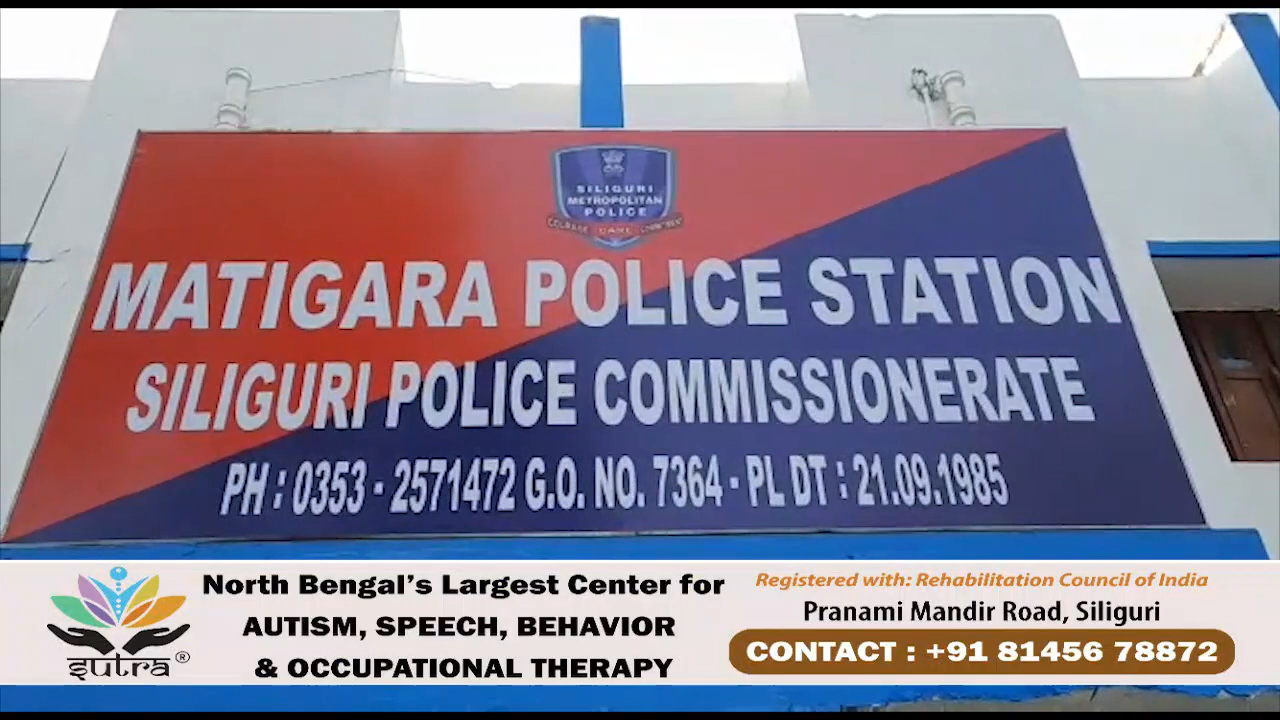 SILIGURI
METROPOLITAN
POLICE
COURAGE CARE COMMITMENT
MATIGARA POLICE STATION
SILIGURI POLICE COMMISSIONERATE
PH : 0353 - 2571472 G.O. NO. 7364 - PL DT : 21.09.1985
sutra®
North Bengal's Largest Center for
AUTISM, SPEECH, BEHAVIOR
& OCCUPATIONAL THERAPY
Registered with: Rehabilitation Council of India
Pranami Mandir Road, Siliguri
CONTACT : +91 81456 78872